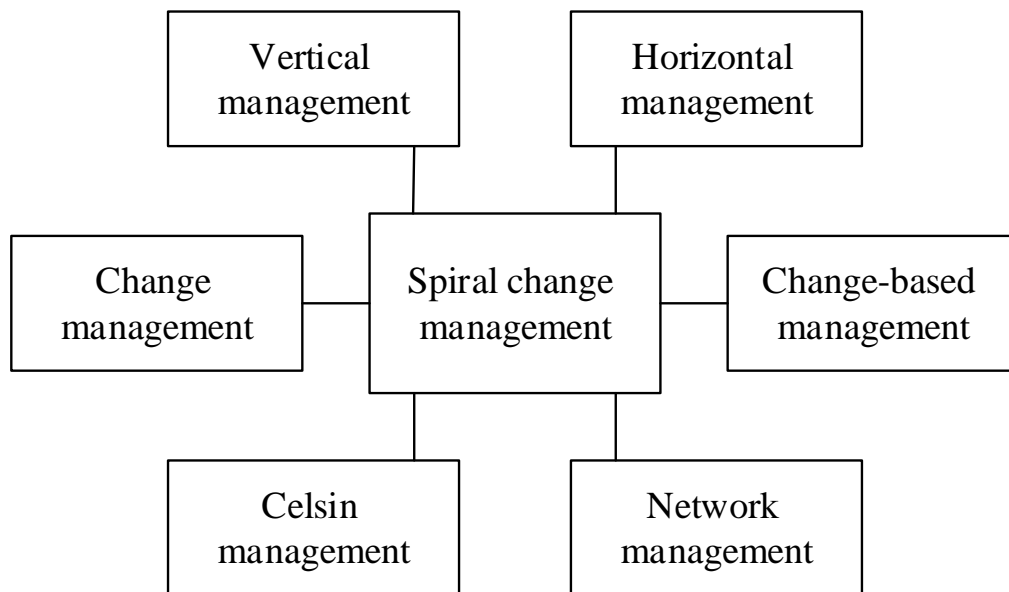 Vertical
management
Horizontal
management
Change
management
Spiral change
management
Change-based
management
Celsin
management
Network
management